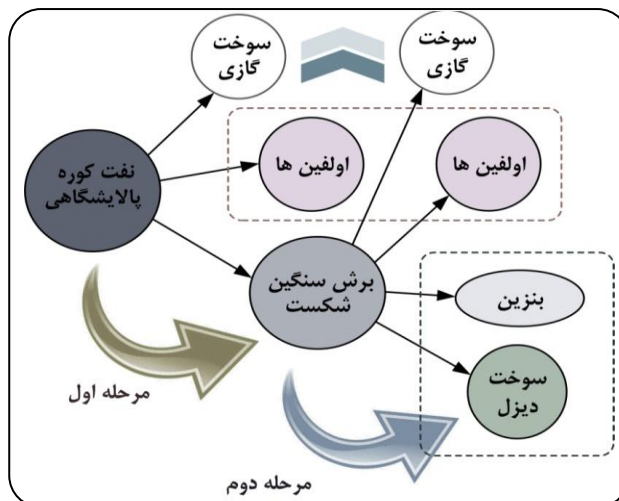 سوخت
گازی
سوخت
گازی
اولفین ها
اولفین ها
نفت کوره
پالایشگاهی
برش سنگین
شکست
بنزین
سوخت
دیزل
مرحله اول
مرحله دوم